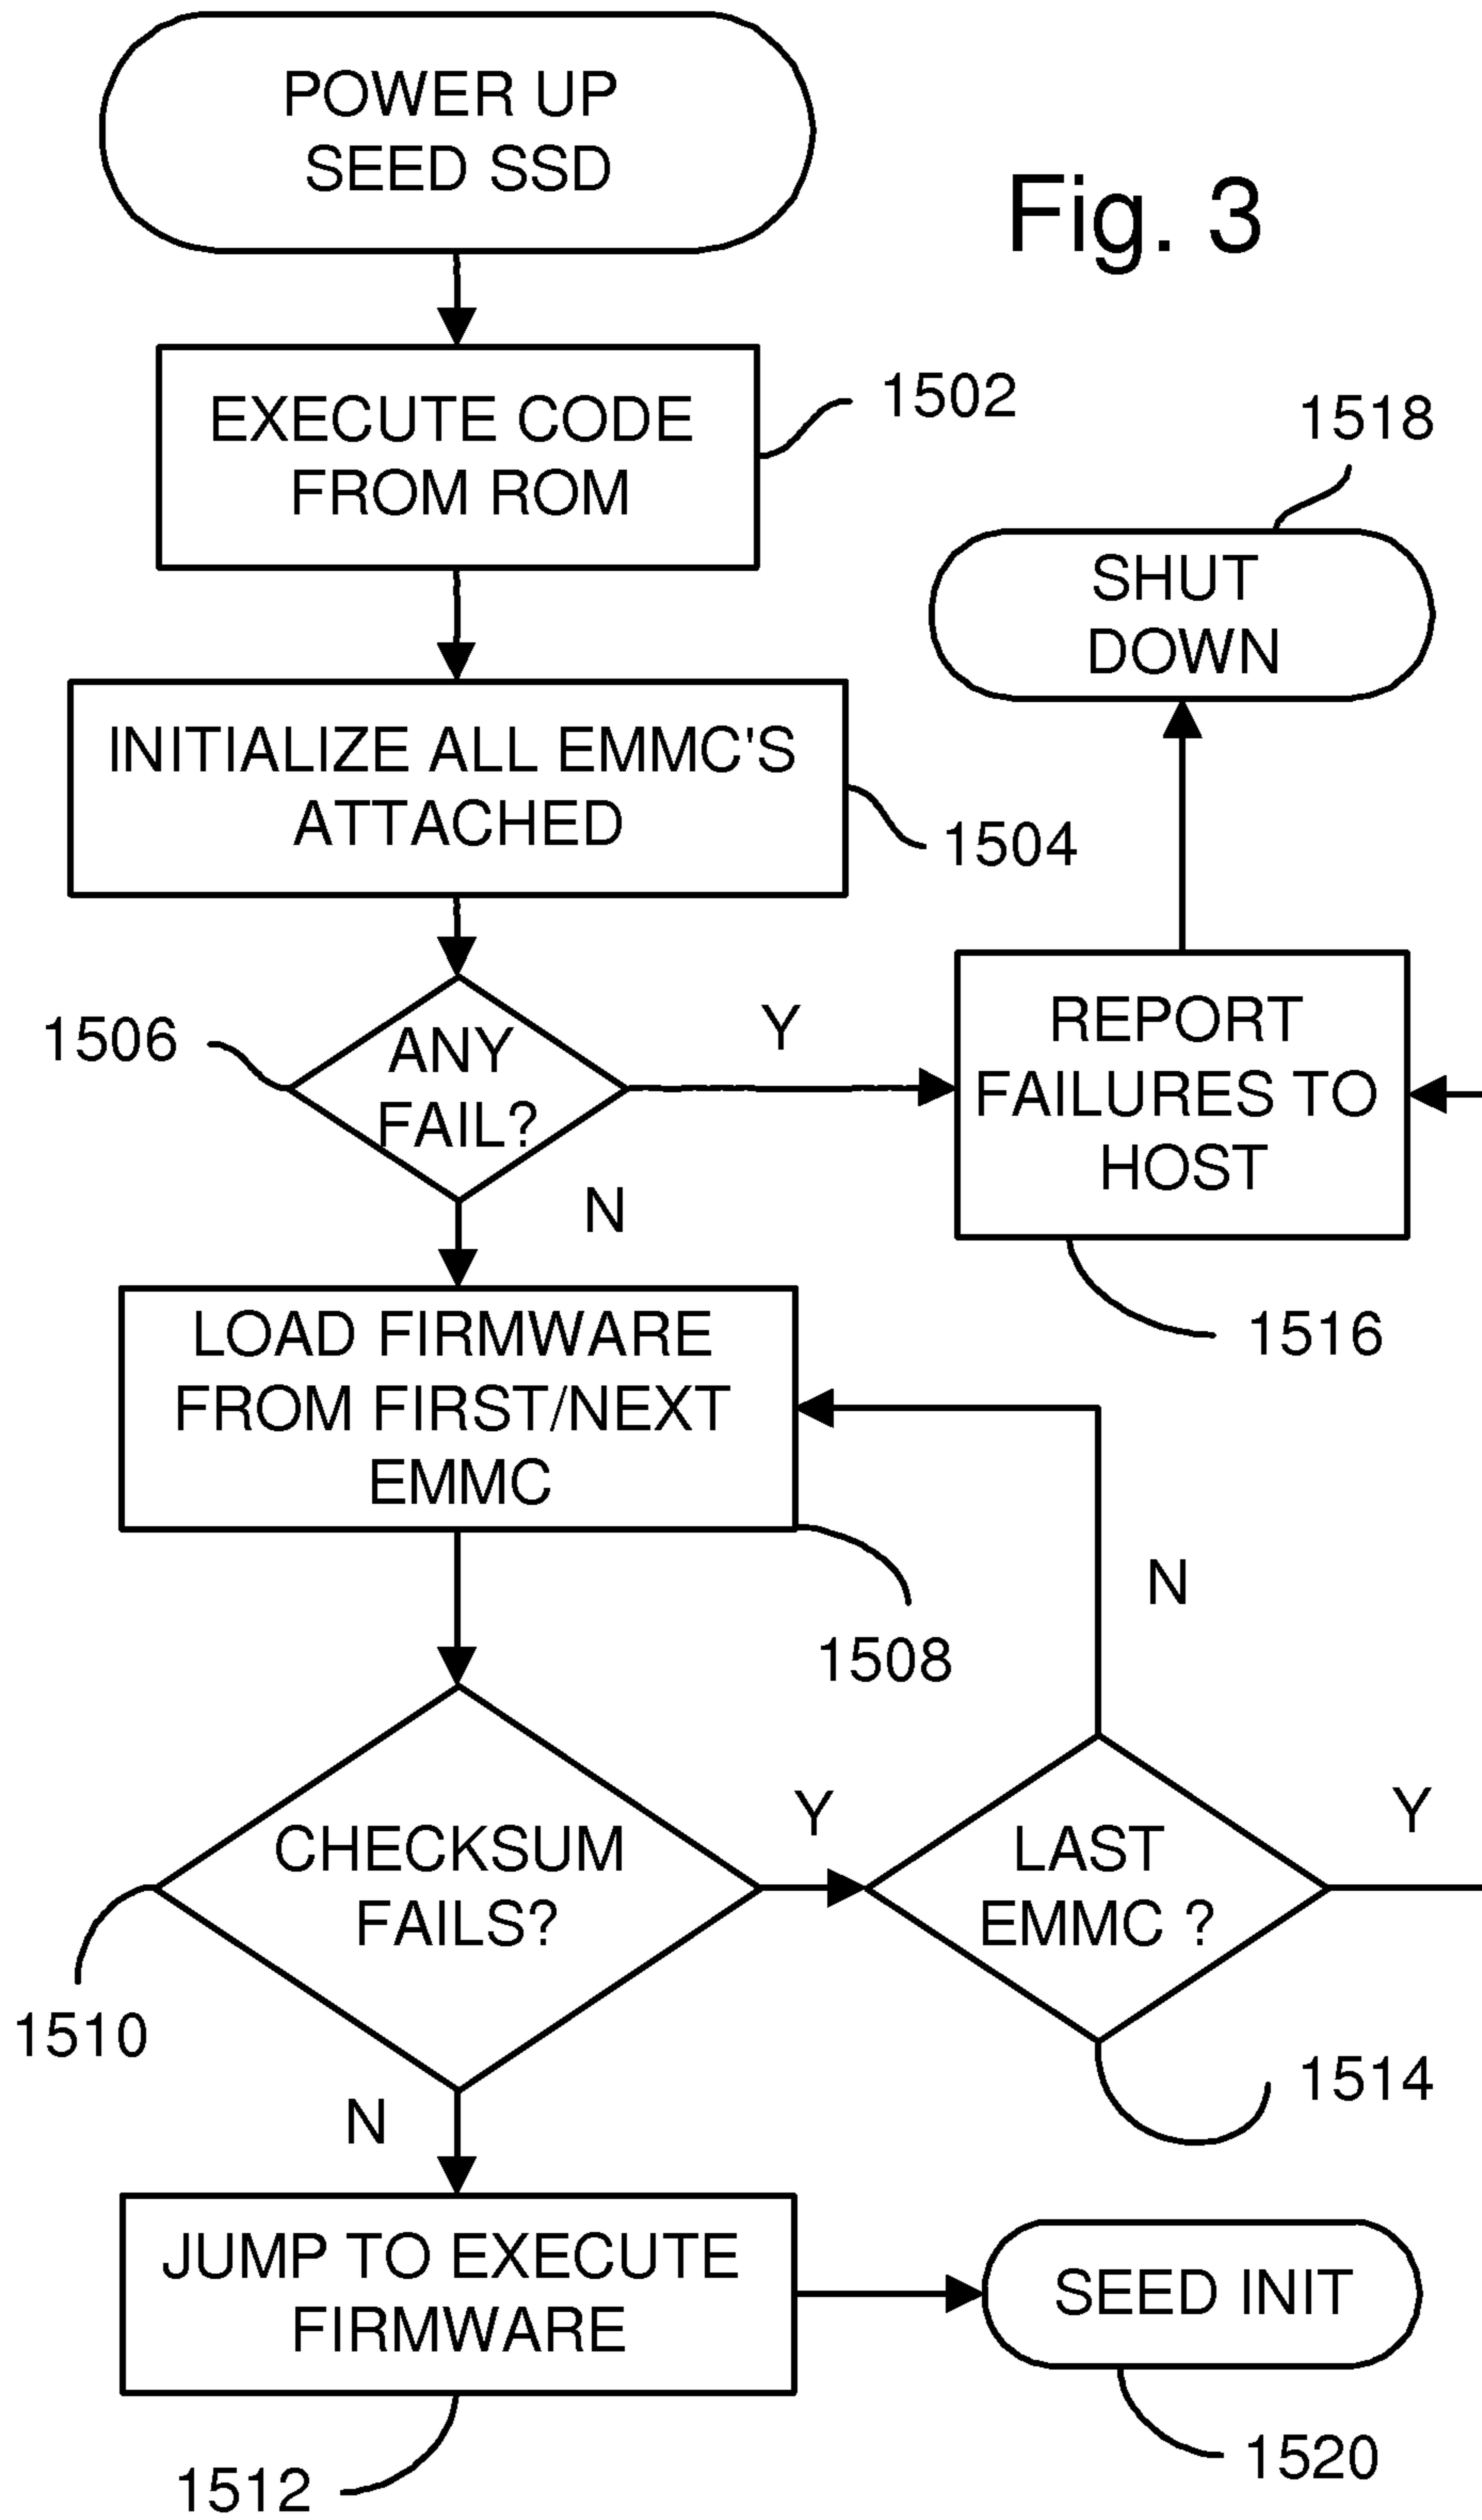 POWER UP
SEED SSD
Fig. 3
EXECUTE CODE
FROM ROM
1502
1518
SHUT
DOWN
INITIALIZE ALL EMMC'S
ATTACHED
1504
1506
ANY
FAIL?
Y
N
REPORT
FAILURES TO
HOST
1516
LOAD FIRMWARE
FROM FIRST/NEXT
EMMC
1508
N
CHECKSUM
FAILS?
Y
LAST
EMMC ?
Y
1510
N
1514
JUMP TO EXECUTE
FIRMWARE
SEED INIT
1512
1520